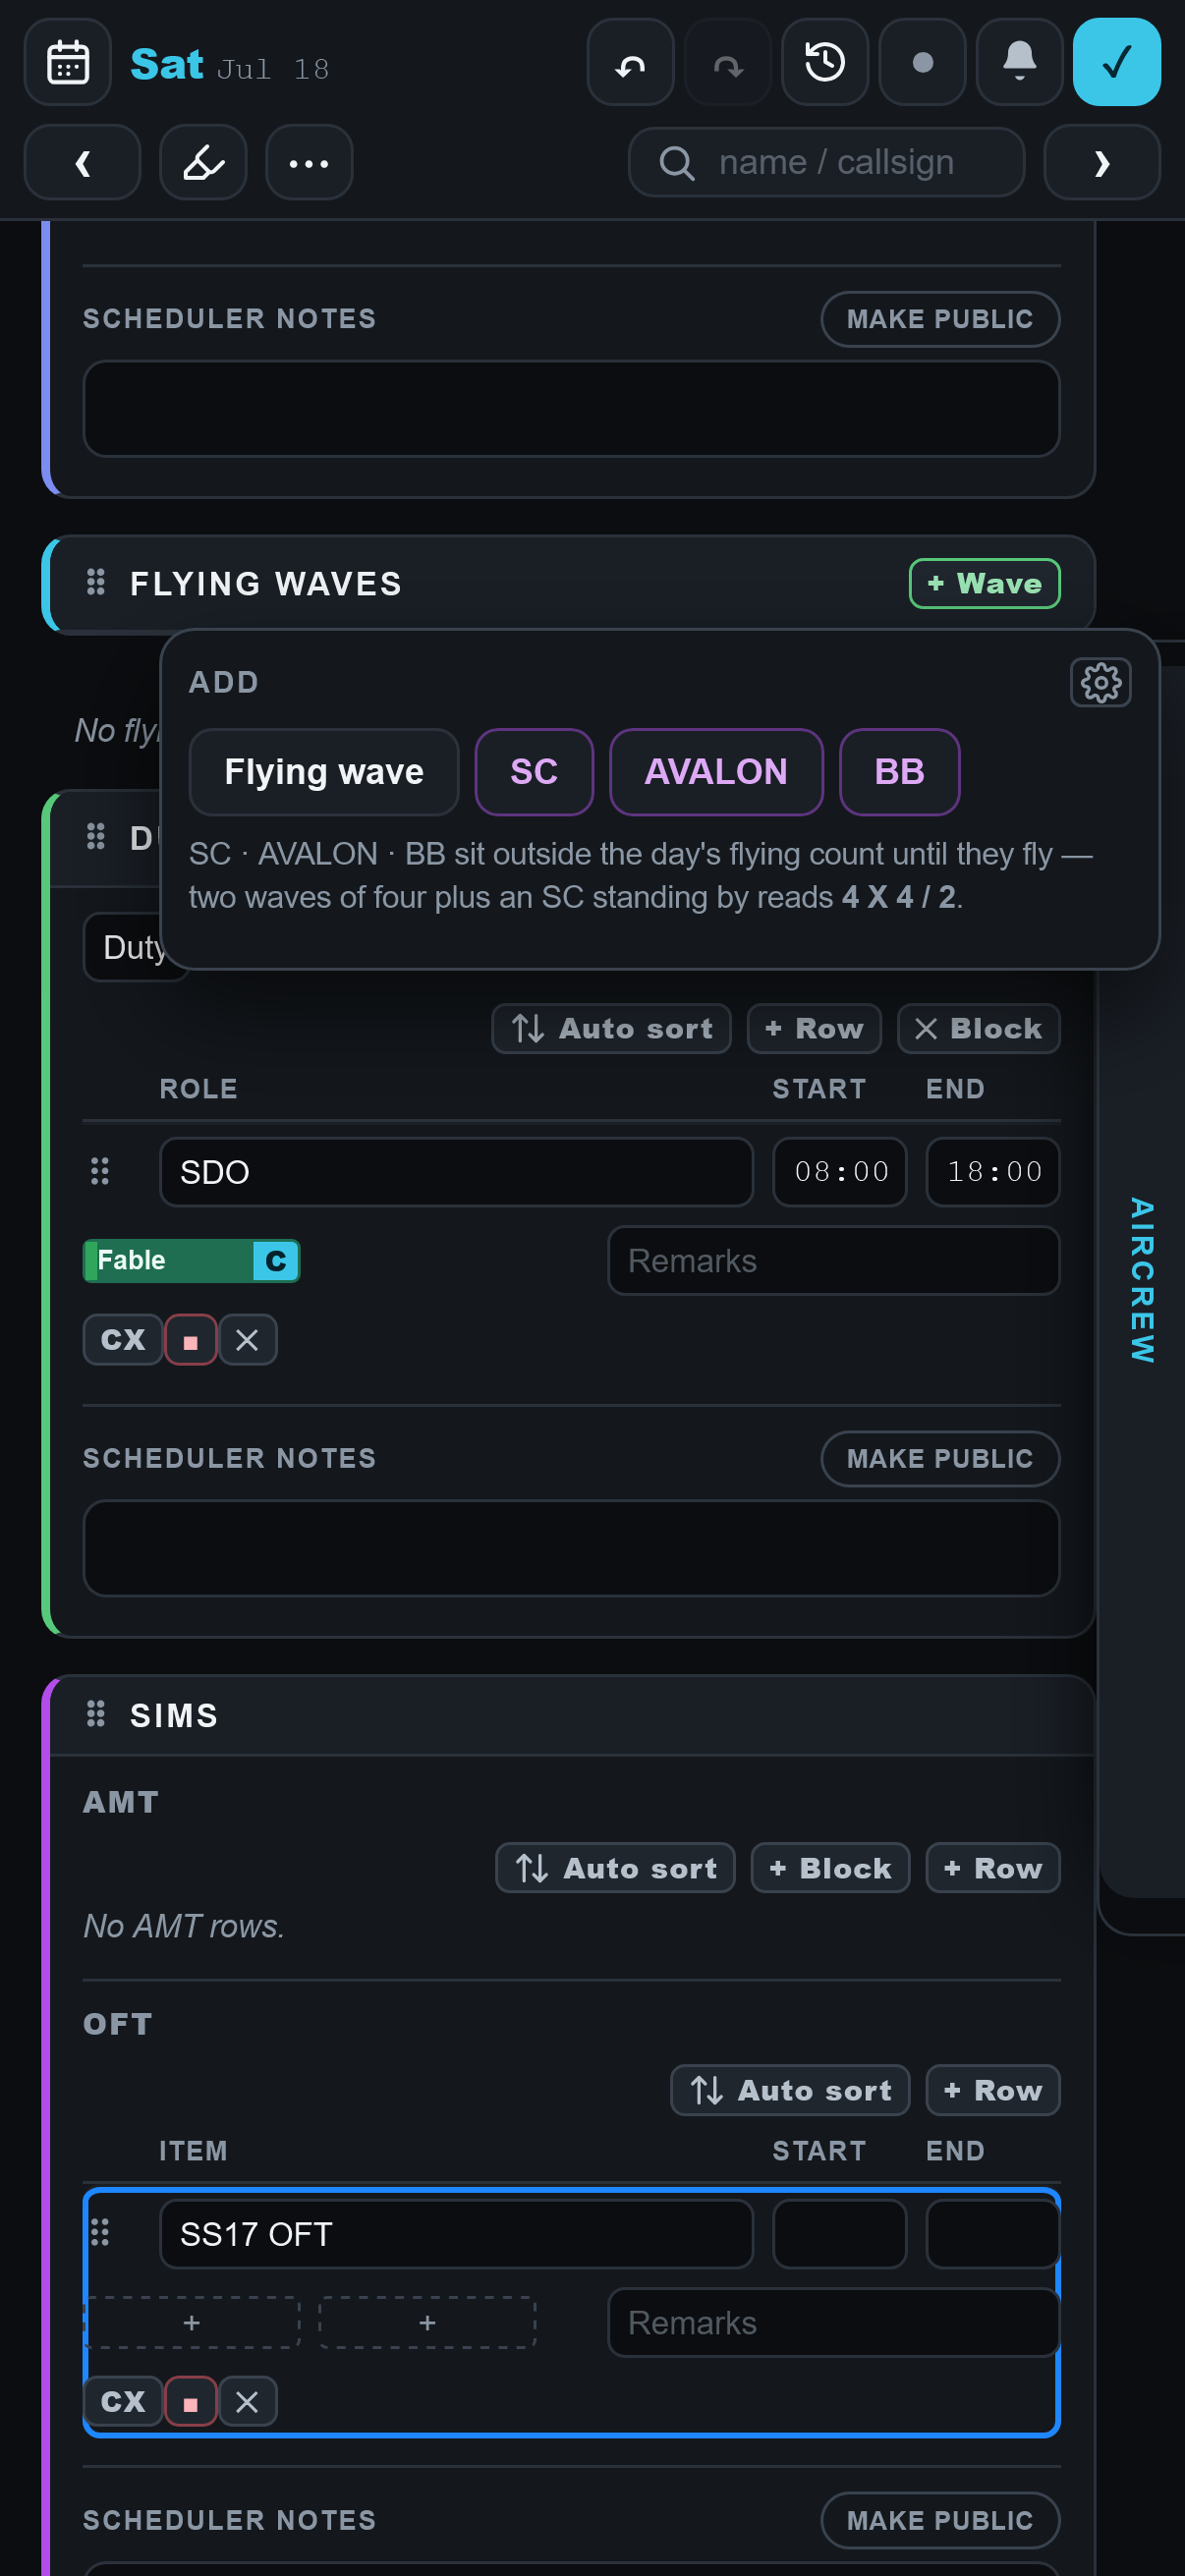 Sat Jul 18
name / callsign
SCHEDULER NOTES MAKE PUBLIC
FLYING WAVES + Wave
ADD
No flyi
Flying wave SC AVALON BB
SC · AVALON · BB sit outside the day's flying count until they fly —
two waves of four plus an SC standing by reads 4 X 4 / 2.
Duty
Auto sort + Row × Block
ROLE START END
SDO 08:00 18:00
Fable C Remarks
CX ×
SCHEDULER NOTES MAKE PUBLIC
AIRCREW
SIMS
AMT
Auto sort + Block + Row
No AMT rows.
OFT
Auto sort + Row
ITEM START END
SS17 OFT
+ + Remarks
CX ×
SCHEDULER NOTES MAKE PUBLIC